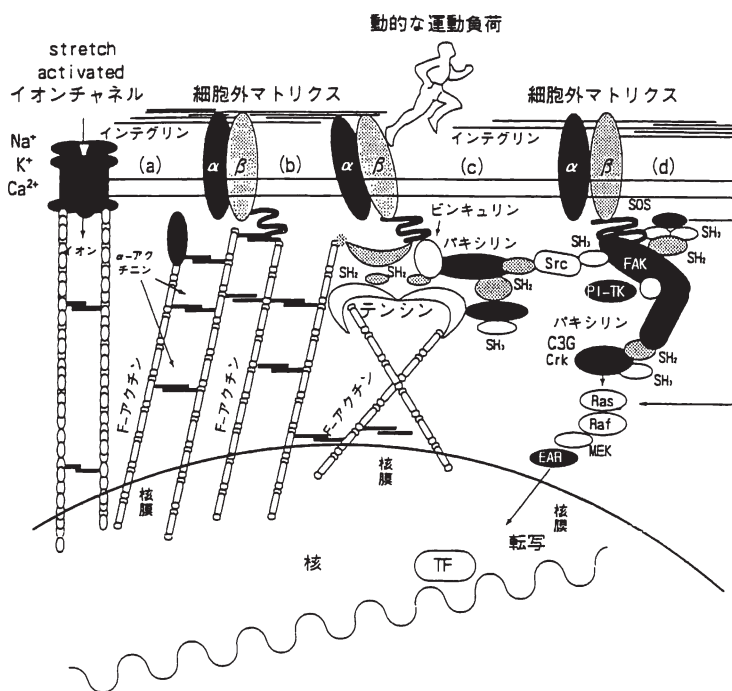 動的な運動負荷
stretch
activated
イオンチャネル
細胞外マトリクス
細胞外マトリクス
インテグリン
インテグリン
Na⁺
K⁺
Ca²⁺
(a)
α
β
(b)
α
β
(c)
α
β
(d)
イオン
α-アク
チニン
ビンキュリン
パキシリン
SOS
SH₃
SH₂
SH₃
Src
FAK
SH₂
SH₂
SH₂
PI-TK
テンシン
SH₃
パキシリン
C3G
Crk
SH₂
SH₃
F-アクチン
F-アクチン
F-アクチン
Ras
Raf
MEK
EAR
核膜
核膜
核膜
転写
核
TF